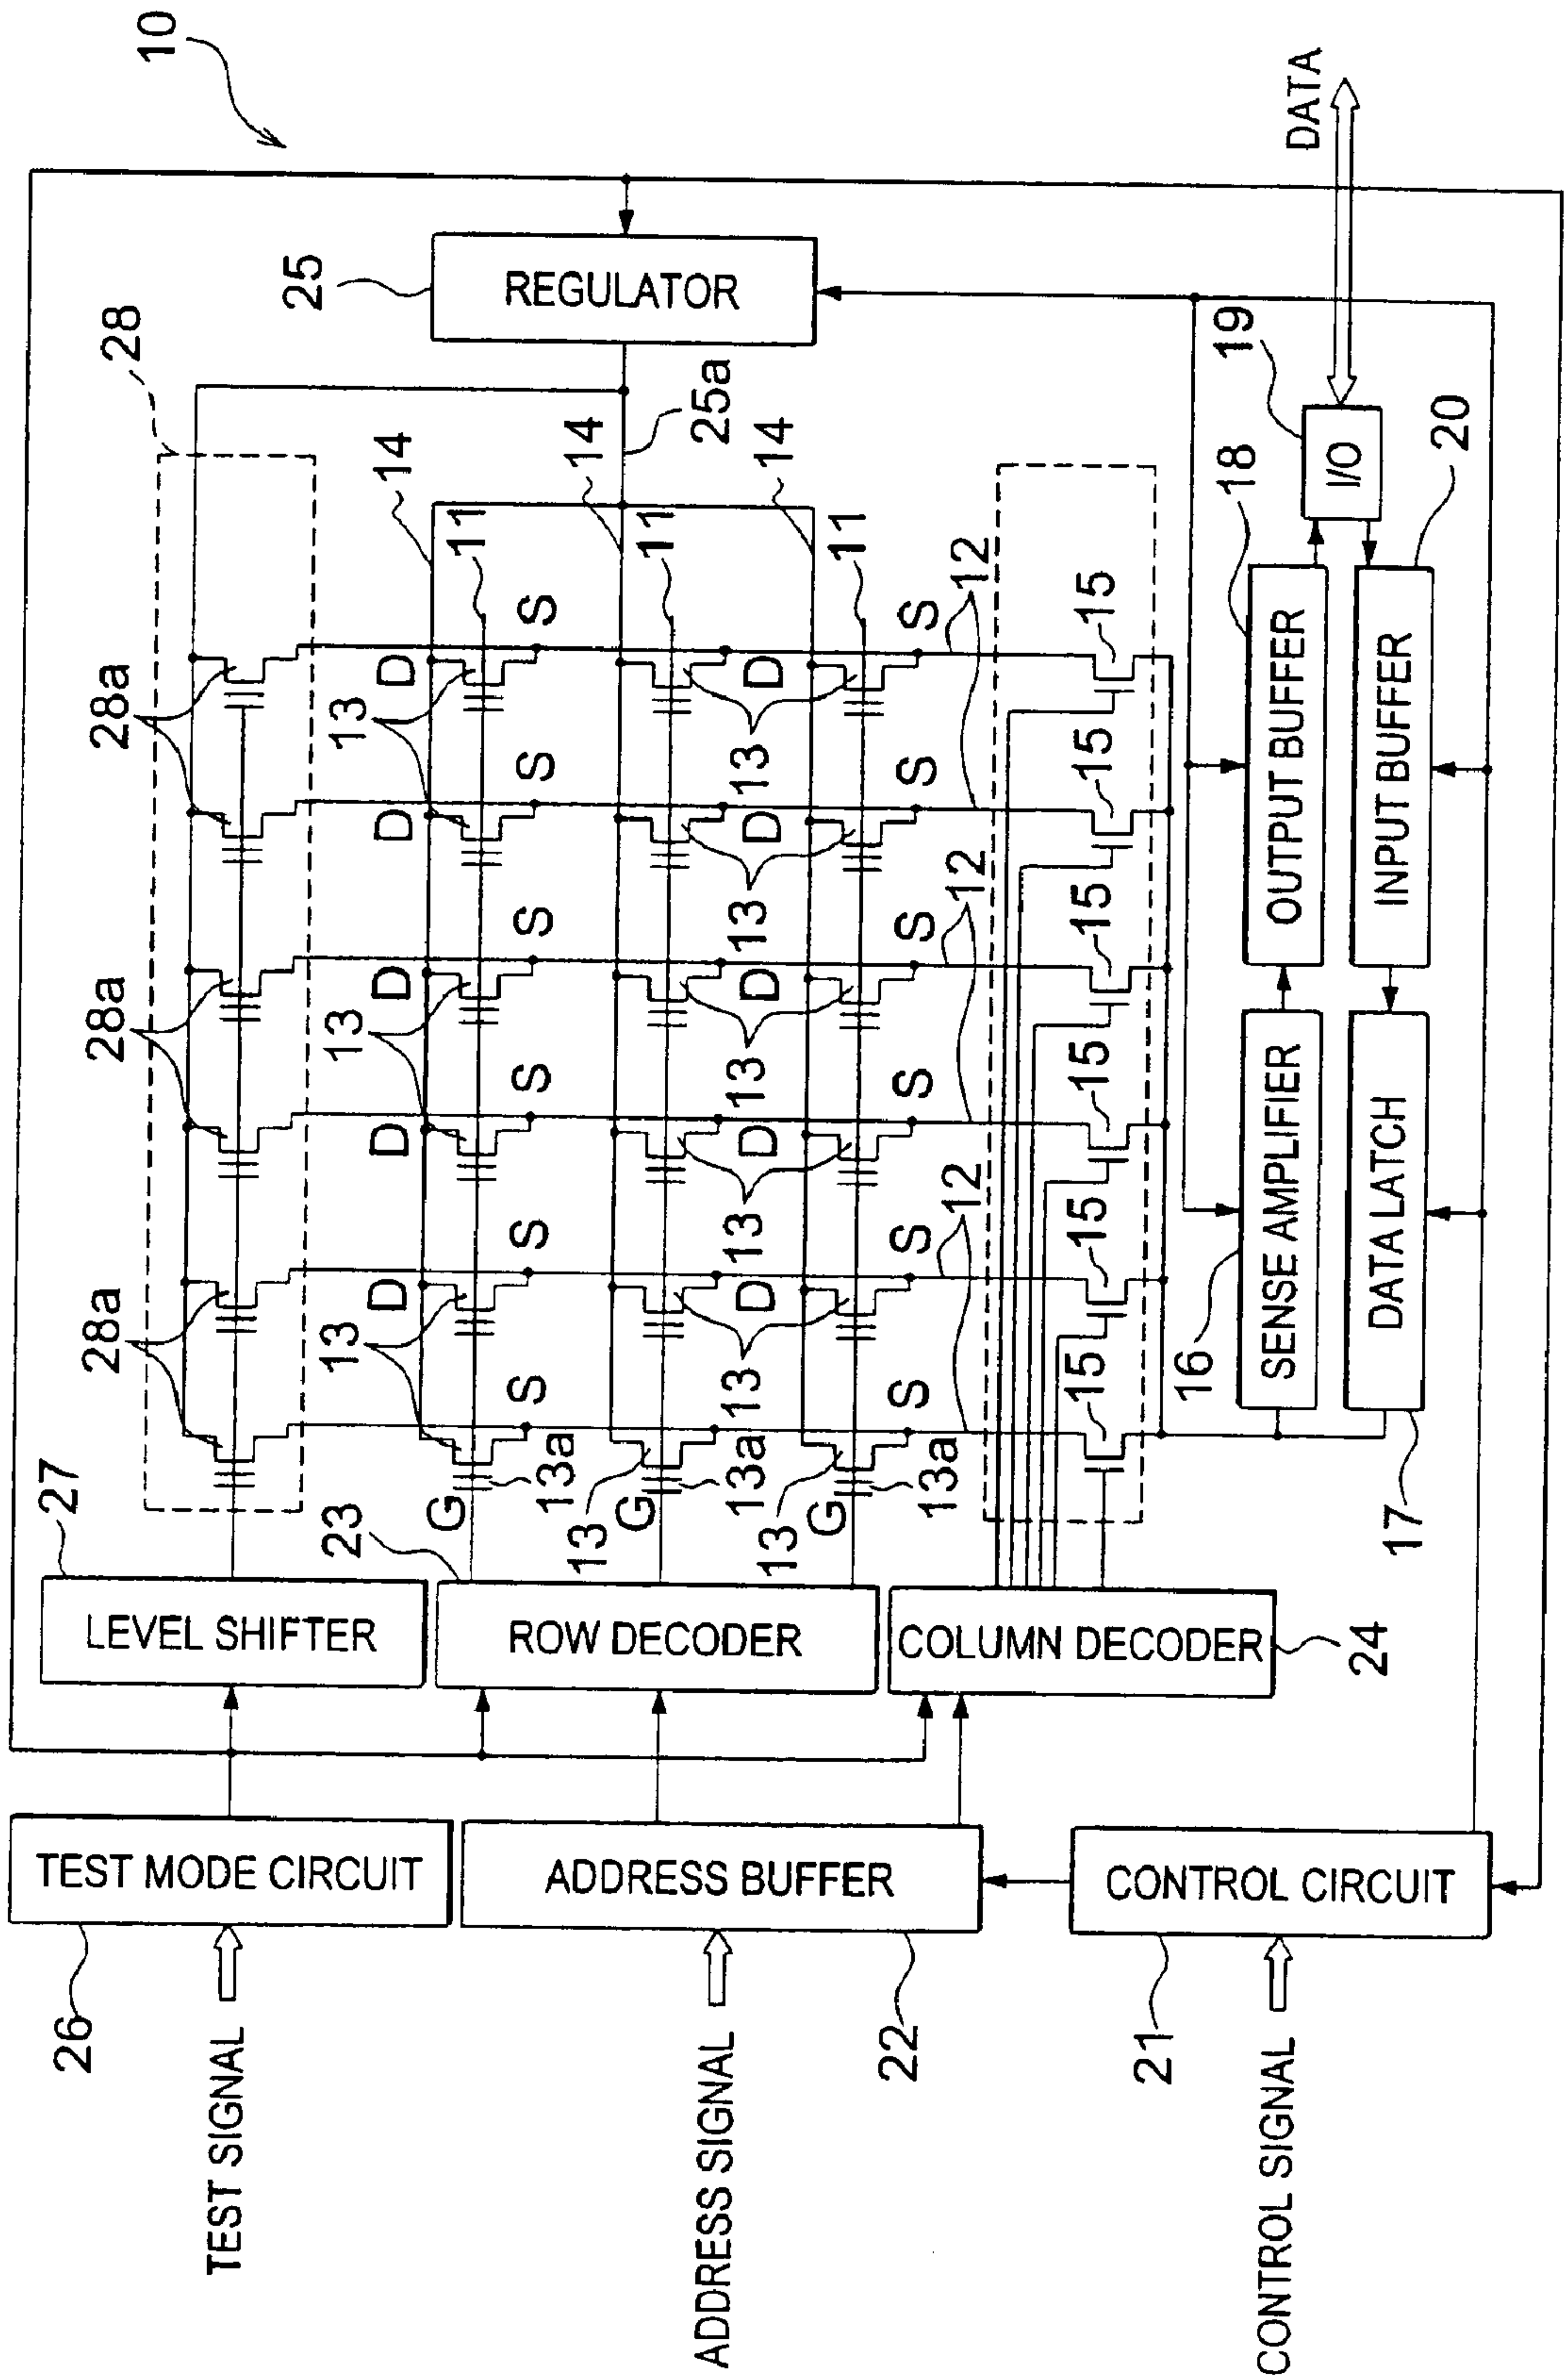 10
DATA
25
REGULATOR
28
19
25a
14
14
14
I/O
20
18
11
11
11
12
S
S
15
28a
D
D
13
13
OUTPUT BUFFER
INPUT BUFFER
S
S
15
D
D
13
12
S
S
15
28a
D
D
13
13
S
S
15
D
D
13
12
S
S
15
SENSE AMPLIFIER
DATA LATCH
16
28a
D
D
13
13
S
S
15
27
23
G
13a
13
G
13a
13
G
13a
17
LEVEL SHIFTER
ROW DECODER
COLUMN DECODER
24
TEST MODE CIRCUIT
ADDRESS BUFFER
CONTROL CIRCUIT
26
22
21
TEST SIGNAL
ADDRESS SIGNAL
CONTROL SIGNAL